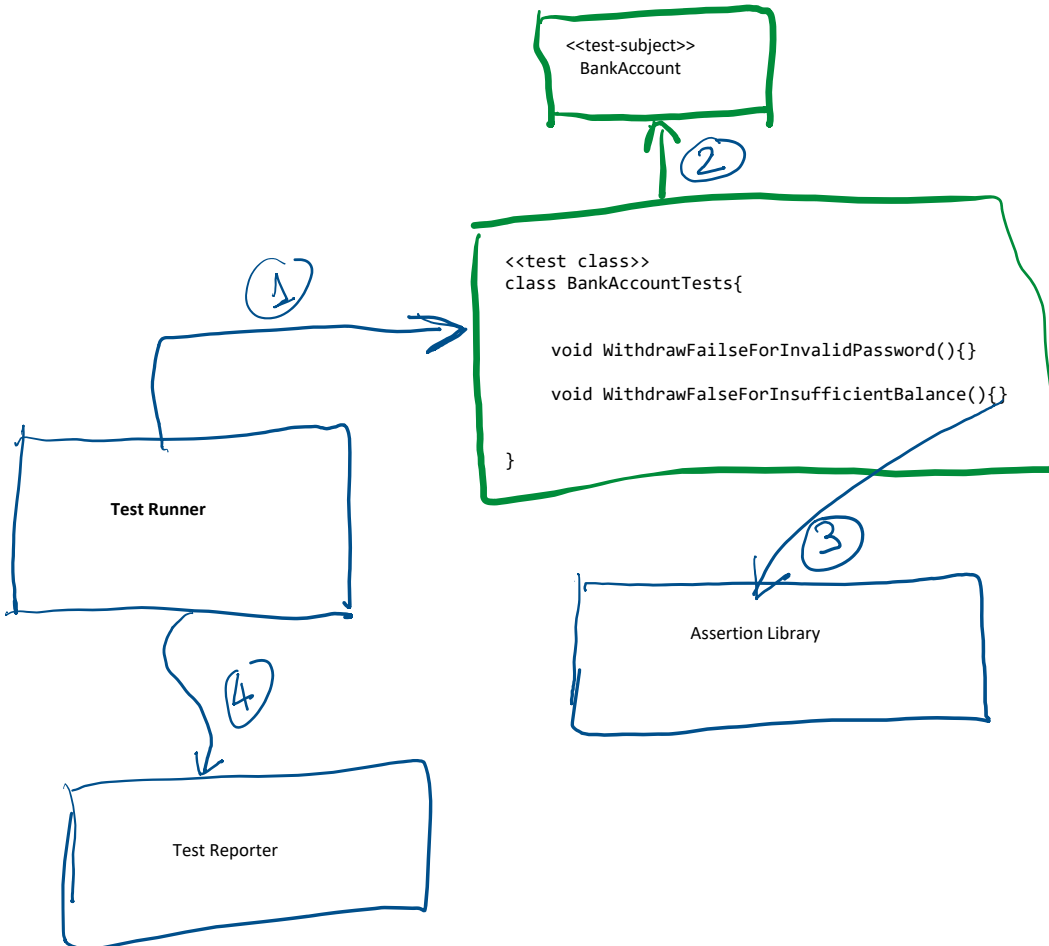 <<test-subject>>
BankAccount
2
<<test class>>
class BankAccountTests{
1
void WithdrawFailseForInvalidPassword(){}
void WithdrawFalseForInsufficientBalance(){}
}
Test Runner
3
Assertion Library
4
Test Reporter